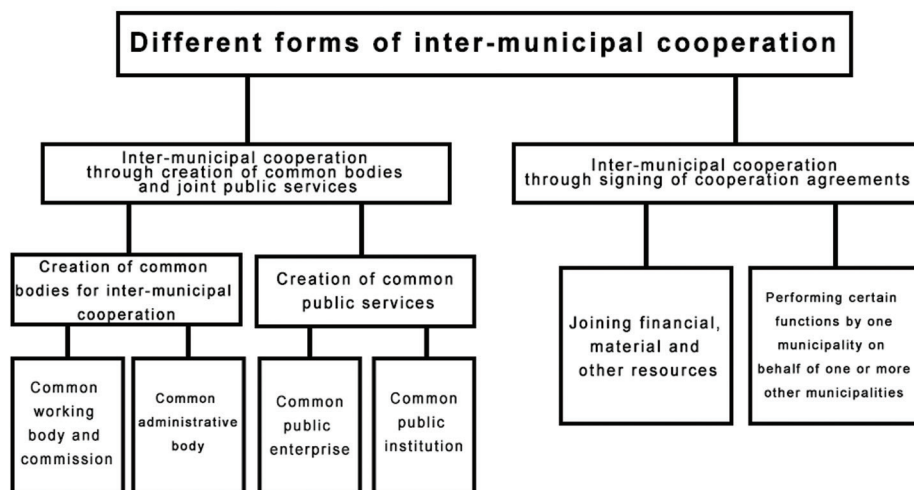 Different forms of inter-municipal cooperation
Inter-municipal cooperation
through creation of common bodies
and joint public services
Inter-municipal cooperation
through signing of cooperation agreements
Creation of common
bodies for inter-municipal
cooperation
Creation of common
public services
Joining financial,
material and
other resources
Performing certain
functions by one
municipality on
behalf of one or more
other municipalities
Common
working
body and
commission
Common
administrative
body
Common
public
enterprise
Common
public
institution